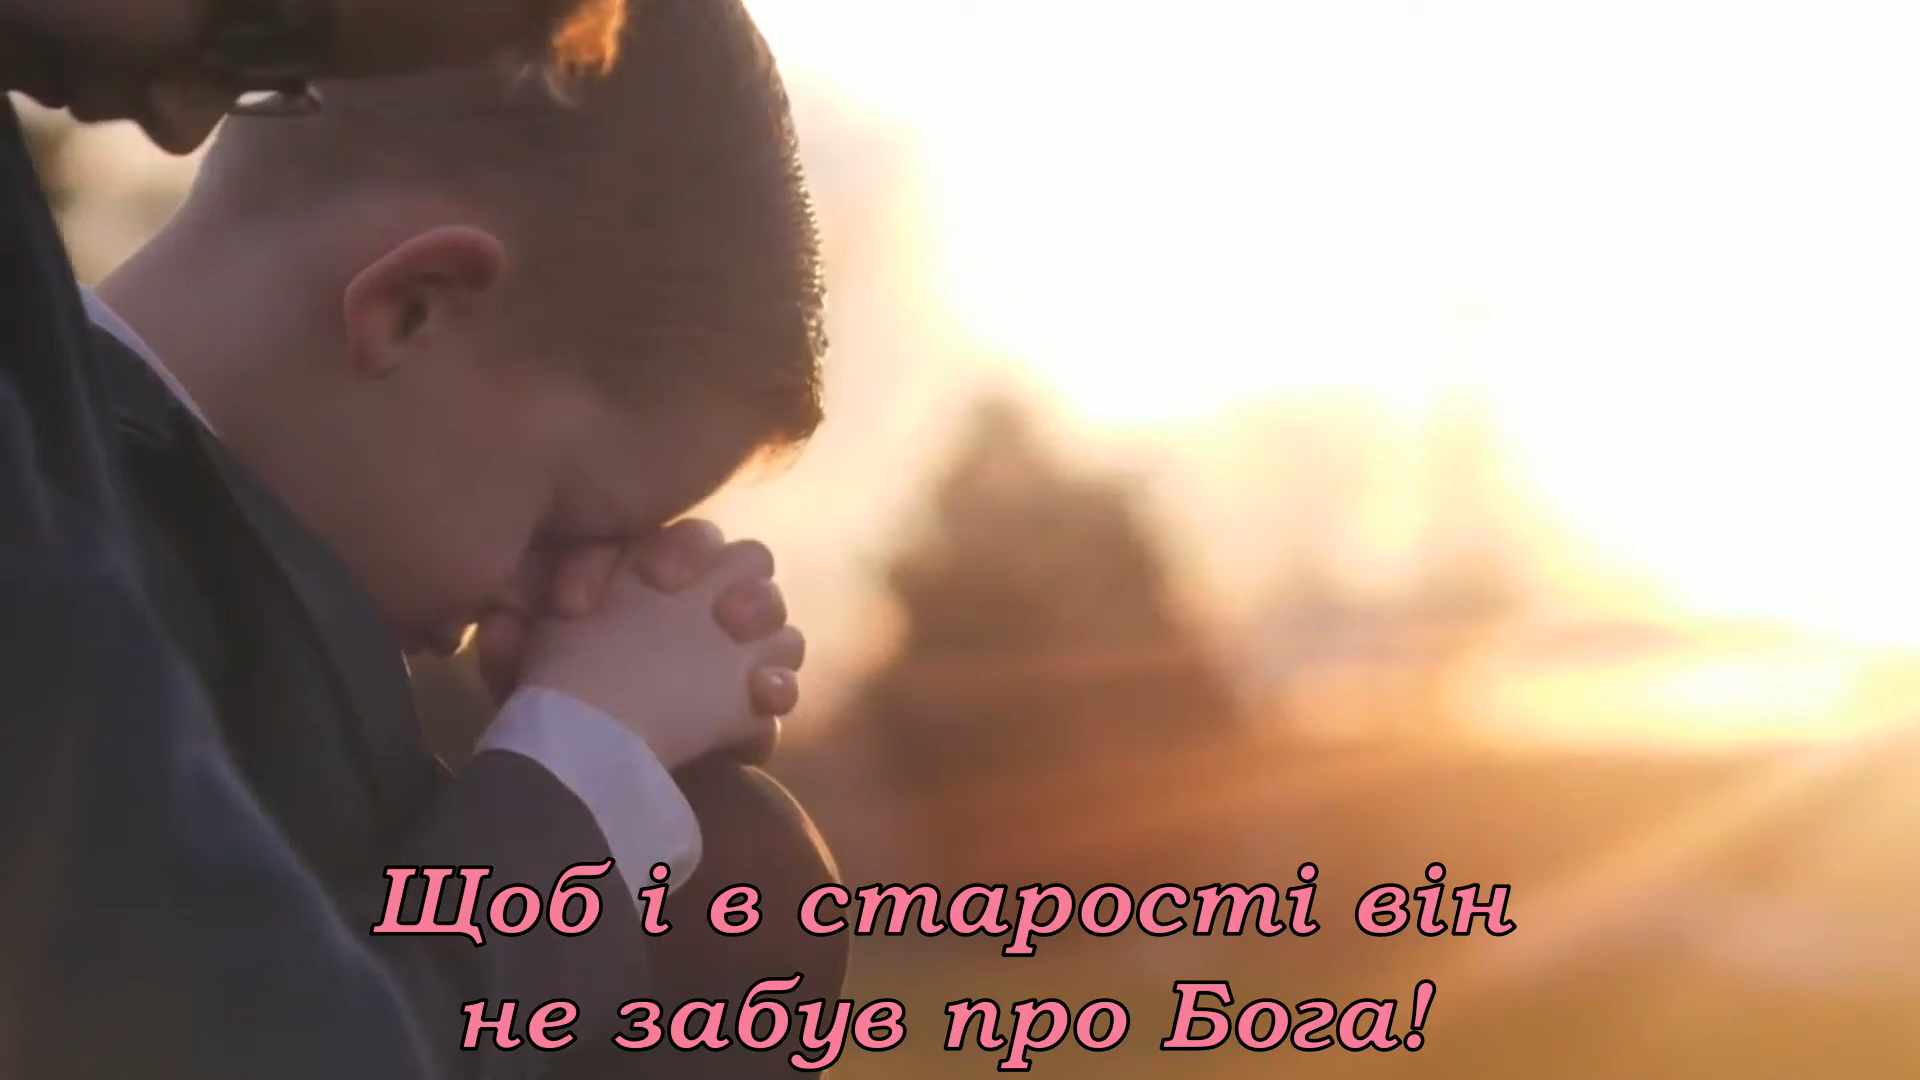 Щоб і в старості він
не забув про Бога!